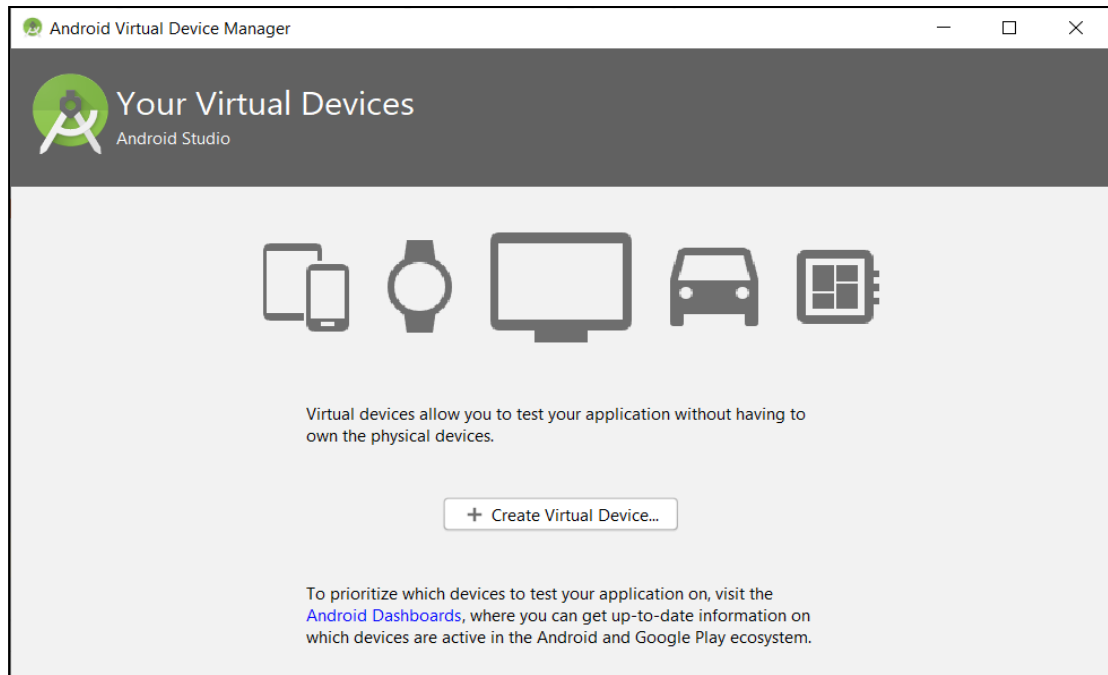 Android Virtual Device Manager
Your Virtual Devices
Android Studio
Virtual devices allow you to test your application without having to
own the physical devices.
+ Create Virtual Device...
To prioritize which devices to test your application on, visit the
Android Dashboards, where you can get up-to-date information on
which devices are active in the Android and Google Play ecosystem.